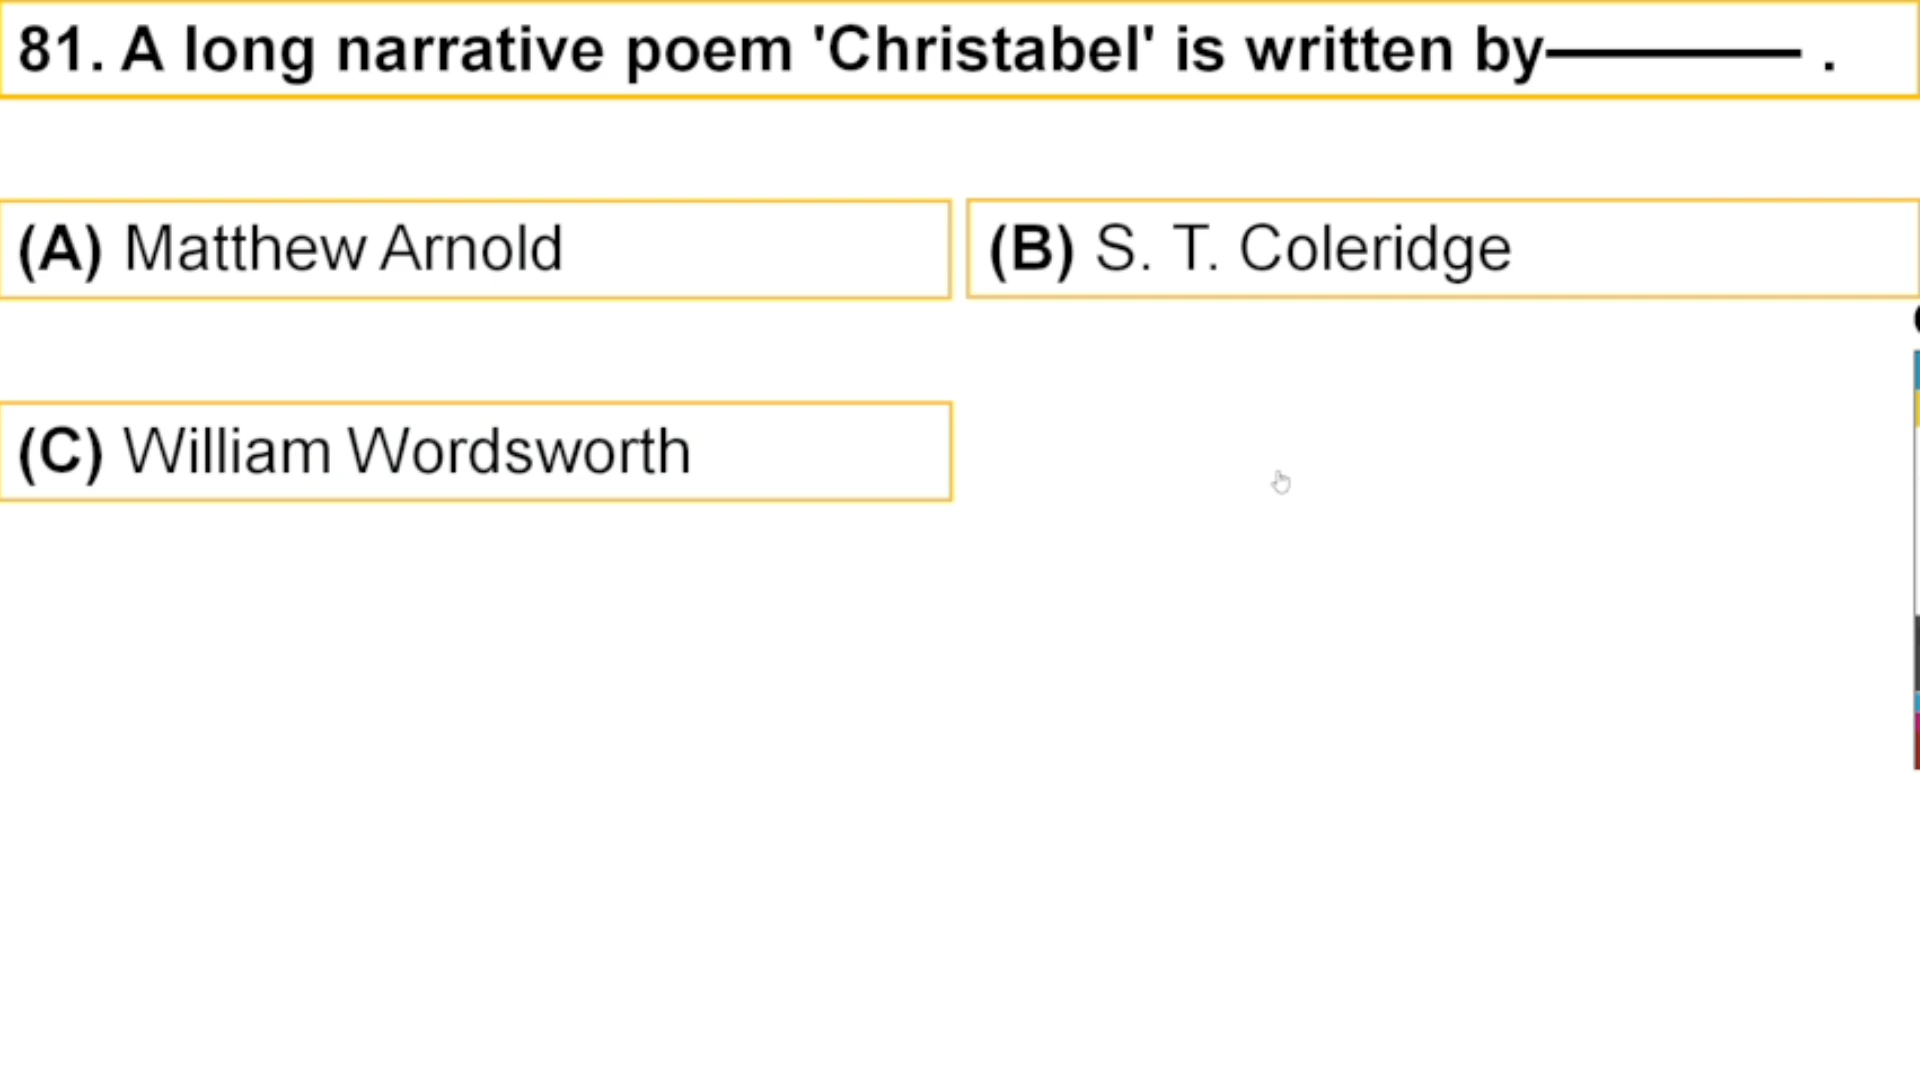 81. A long narrative poem 'Christabel' is written by———— .
(A) Matthew Arnold
(B) S. T. Coleridge
(C) William Wordsworth